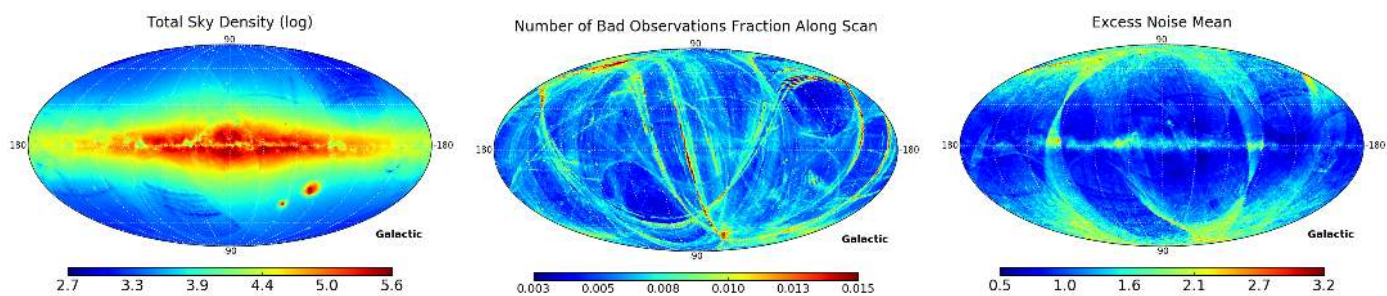 Total Sky Density (log)
90
180
-180
90
Galactic
2.7 3.3 3.9 4.4 5.0 5.6
Number of Bad Observations Fraction Along Scan
90
180
-180
90
Galactic
0.003 0.005 0.008 0.010 0.013 0.015
Excess Noise Mean
90
180
-180
90
Galactic
0.5 1.0 1.6 2.1 2.7 3.2